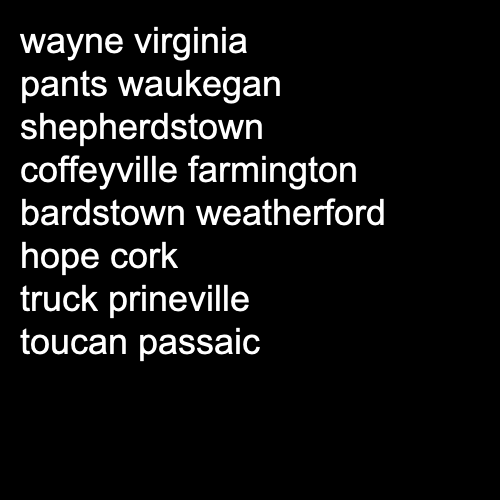 wayne virginia
pants waukegan
shepherdstown
coffeyville farmington
bardstown weatherford
hope cork
truck prineville
toucan passaic